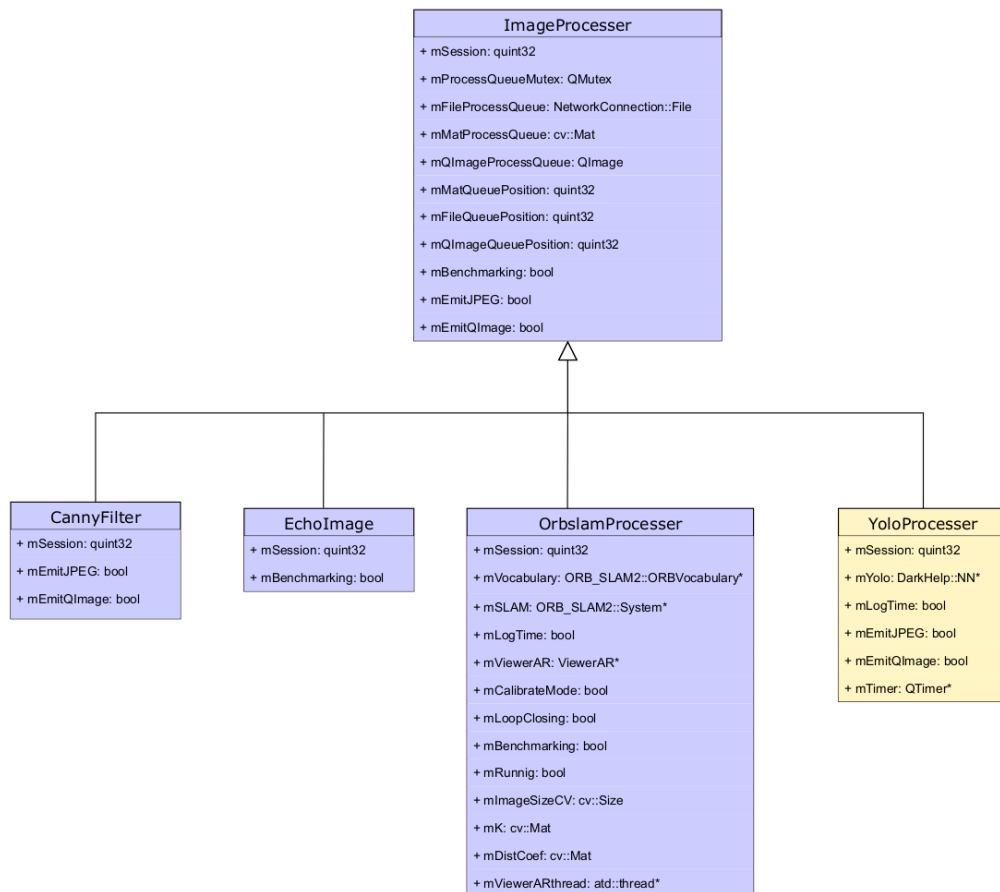 ImageProcesser
+ mSession: quint32
+ mProcessQueueMutex: QMutex
+ mFileProcessQueue: NetworkConnection::File
+ mMatProcessQueue: cv::Mat
+ mQImageProcessQueue: QImage
+ mMatQueuePosition: quint32
+ mFileQueuePosition: quint32
+ mQImageQueuePosition: quint32
+ mBenchmarking: bool
+ mEmitJPEG: bool
+ mEmitQImage: bool
CannyFilter
+ mSession: quint32
+ mEmitJPEG: bool
+ mEmitQImage: bool
EchoImage
+ mSession: quint32
+ mBenchmarking: bool
OrbslamProcesser
+ mSession: quint32
+ mVocabulary: ORB_SLAM2::ORBVocabulary*
+ mSLAM: ORB_SLAM2::System*
+ mLogTime: bool
+ mViewerAR: ViewerAR*
+ mCalibrateMode: bool
+ mLoopClosing: bool
+ mBenchmarking: bool
+ mRunnig: bool
+ mImageSizeCV: cv::Size
+ mK: cv::Mat
+ mDistCoef: cv::Mat
+ mViewerARthread: atd::thread*
YoloProcesser
+ mSession: quint32
+ mYolo: DarkHelp::NN*
+ mLogTime: bool
+ mEmitJPEG: bool
+ mEmitQImage: bool
+ mTimer: QTimer*